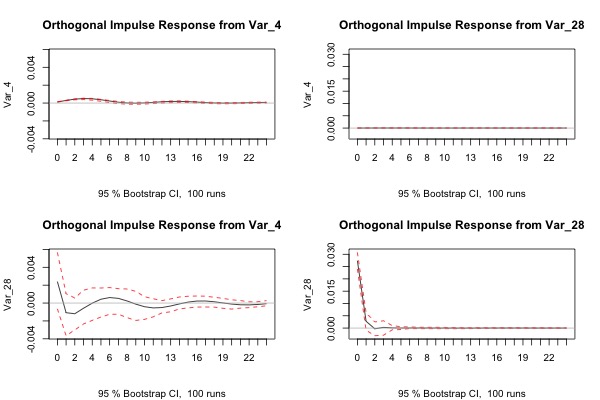 Orthogonal Impulse Response from Var_4
Var_4
0.004
0.000
-0.004
0 2 4 6 8 10 13 16 19 22
95 % Bootstrap CI, 100 runs
Orthogonal Impulse Response from Var_28
Var_4
0.030
0.015
0.000
0 2 4 6 8 10 13 16 19 22
95 % Bootstrap CI, 100 runs
Orthogonal Impulse Response from Var_4
Var_28
0.004
0.000
-0.004
0 2 4 6 8 10 13 16 19 22
95 % Bootstrap CI, 100 runs
Orthogonal Impulse Response from Var_28
Var_28
0.030
0.015
0.000
0 2 4 6 8 10 13 16 19 22
95 % Bootstrap CI, 100 runs